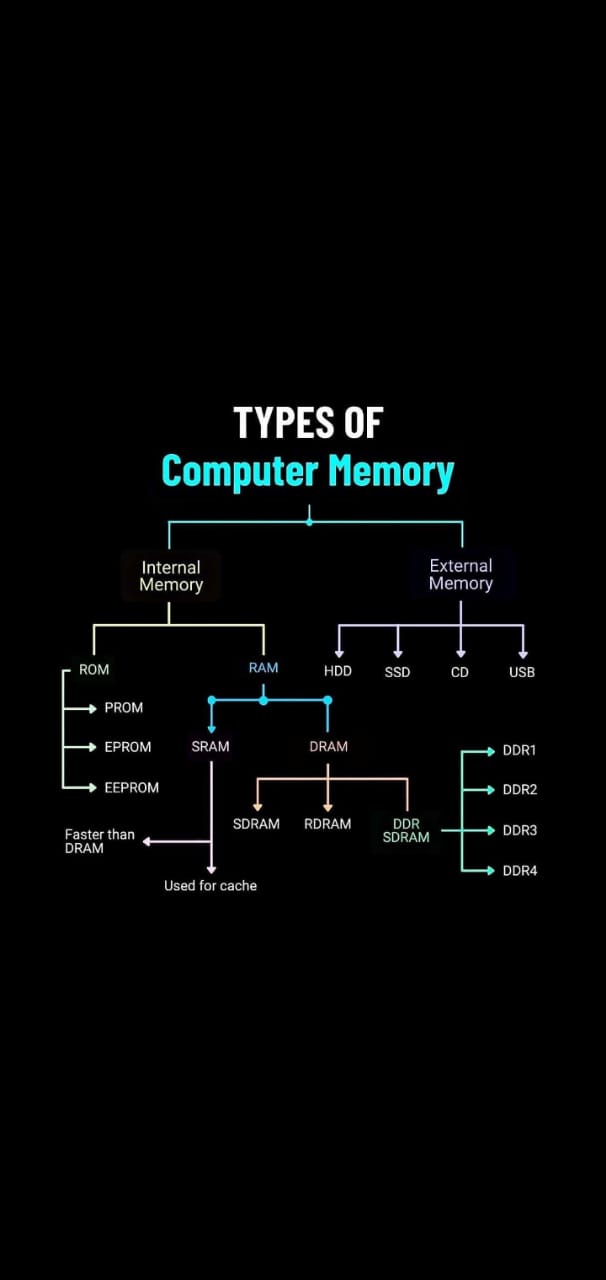 TYPES OF
Computer Memory
Internal
Memory
External
Memory
ROM
RAM
HDD
SSD
CD
USB
PROM
EPROM
EEPROM
SRAM
DRAM
SDRAM
RDRAM
DDR
SDRAM
DDR1
DDR2
DDR3
DDR4
Faster than
DRAM
Used for cache